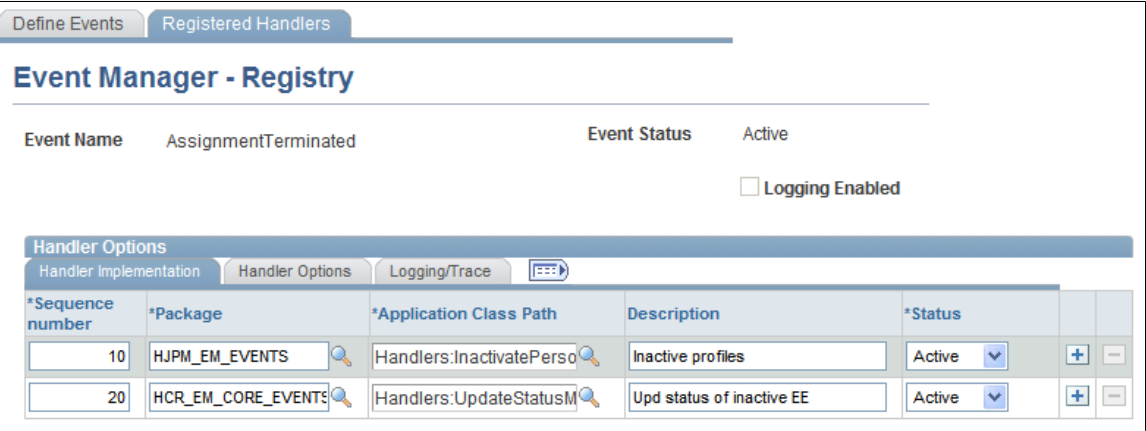 Define Events Registered Handlers
Event Manager - Registry
Event Name AssignmentTerminated Event Status Active
Logging Enabled
Handler Options
Handler Implementation Handler Options Logging/Trace
*Sequence number *Package *Application Class Path Description *Status
10 HJPM_EM_EVENTS Handlers:InactivatePerso Inactive profiles Active
20 HCR_EM_CORE_EVENTS Handlers:UpdateStatusM Upd status of inactive EE Active